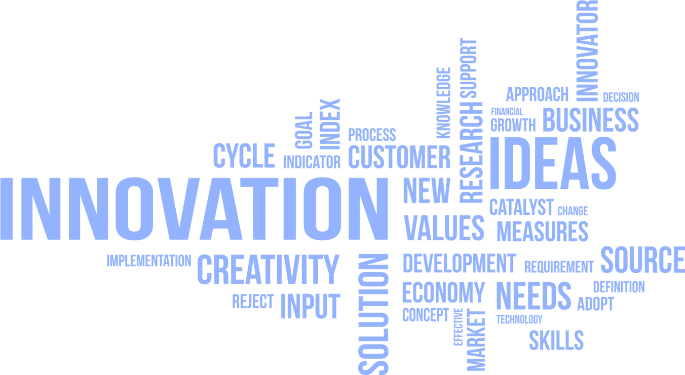 INNOVATOR
SUPPORT
KNOWLEDGE
APPROACH
DECISION
INDEX
GOAL
RESEARCH
FINANCIAL
GROWTH
BUSINESS
PROCESS
CYCLE
INDICATOR
CUSTOMER
IDEAS
INNOVATION
NEW
CATALYST
CHANGE
VALUES
MEASURES
IMPLEMENTATION
CREATIVITY
SOLUTION
DEVELOPMENT
REQUIREMENT
SOURCE
REJECT
INPUT
ECONOMY
NEEDS
DEFINITION
ADOPT
CONCEPT
EFFECTIVE
MARKET
TECHNOLOGY
SKILLS